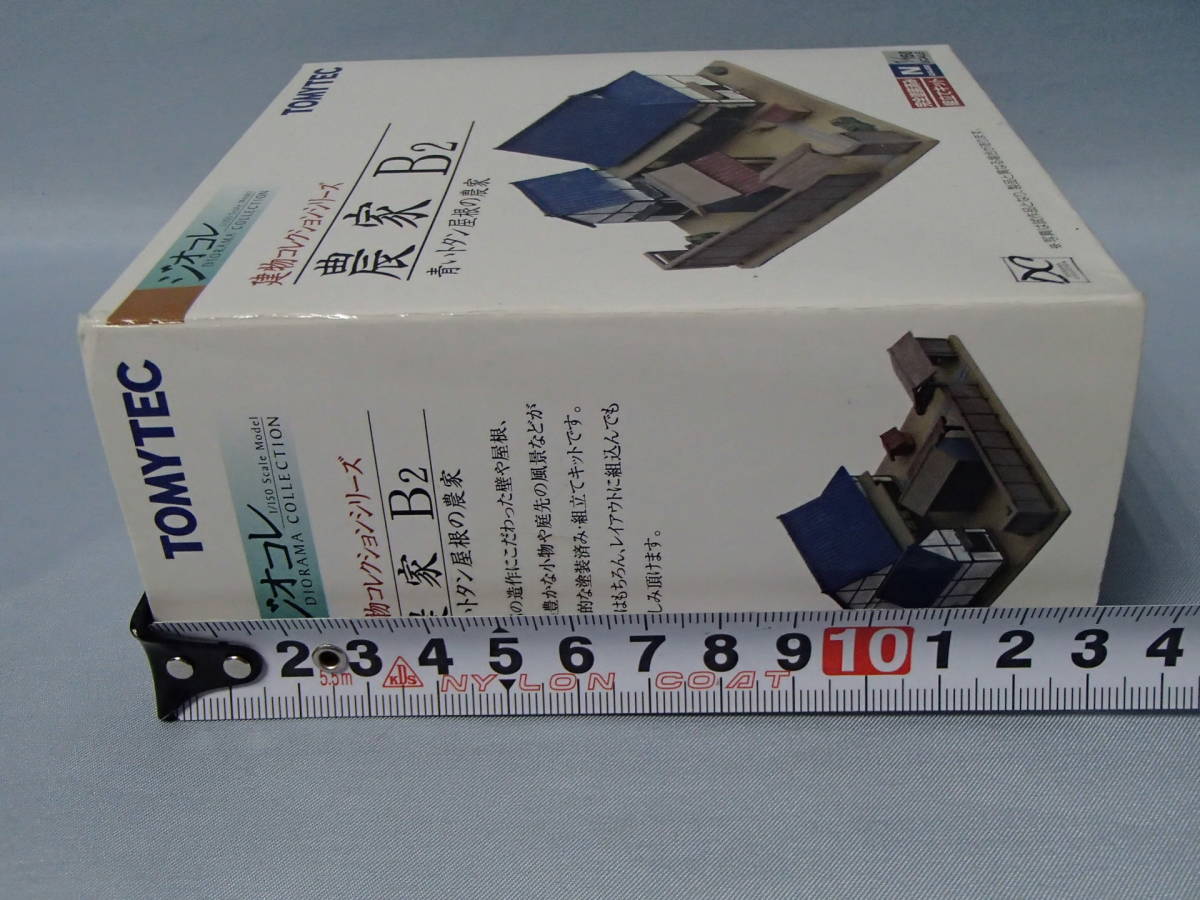 TOMYTEC
ジオコレ
DIORAMA COLLECTION
建物コレクションシリーズ
農家 B2
青いトタン屋根の農家
N
TOMYTEC
ジオコレ
1/150 Scale Model
DIORAMA COLLECTION
物コレクションシリーズ
家 B2
トタン屋根の農家
の造作にこだわった壁や屋根、
豊かな小物や庭先の風景などが
的な塗装済み・組立てキットです。
はもちろん、レイアウトに組込んでも
しみ頂けます。
2 3 4 5 6 7 8 9 10 1 2 3 4
5.5m KDS NYLON COAT